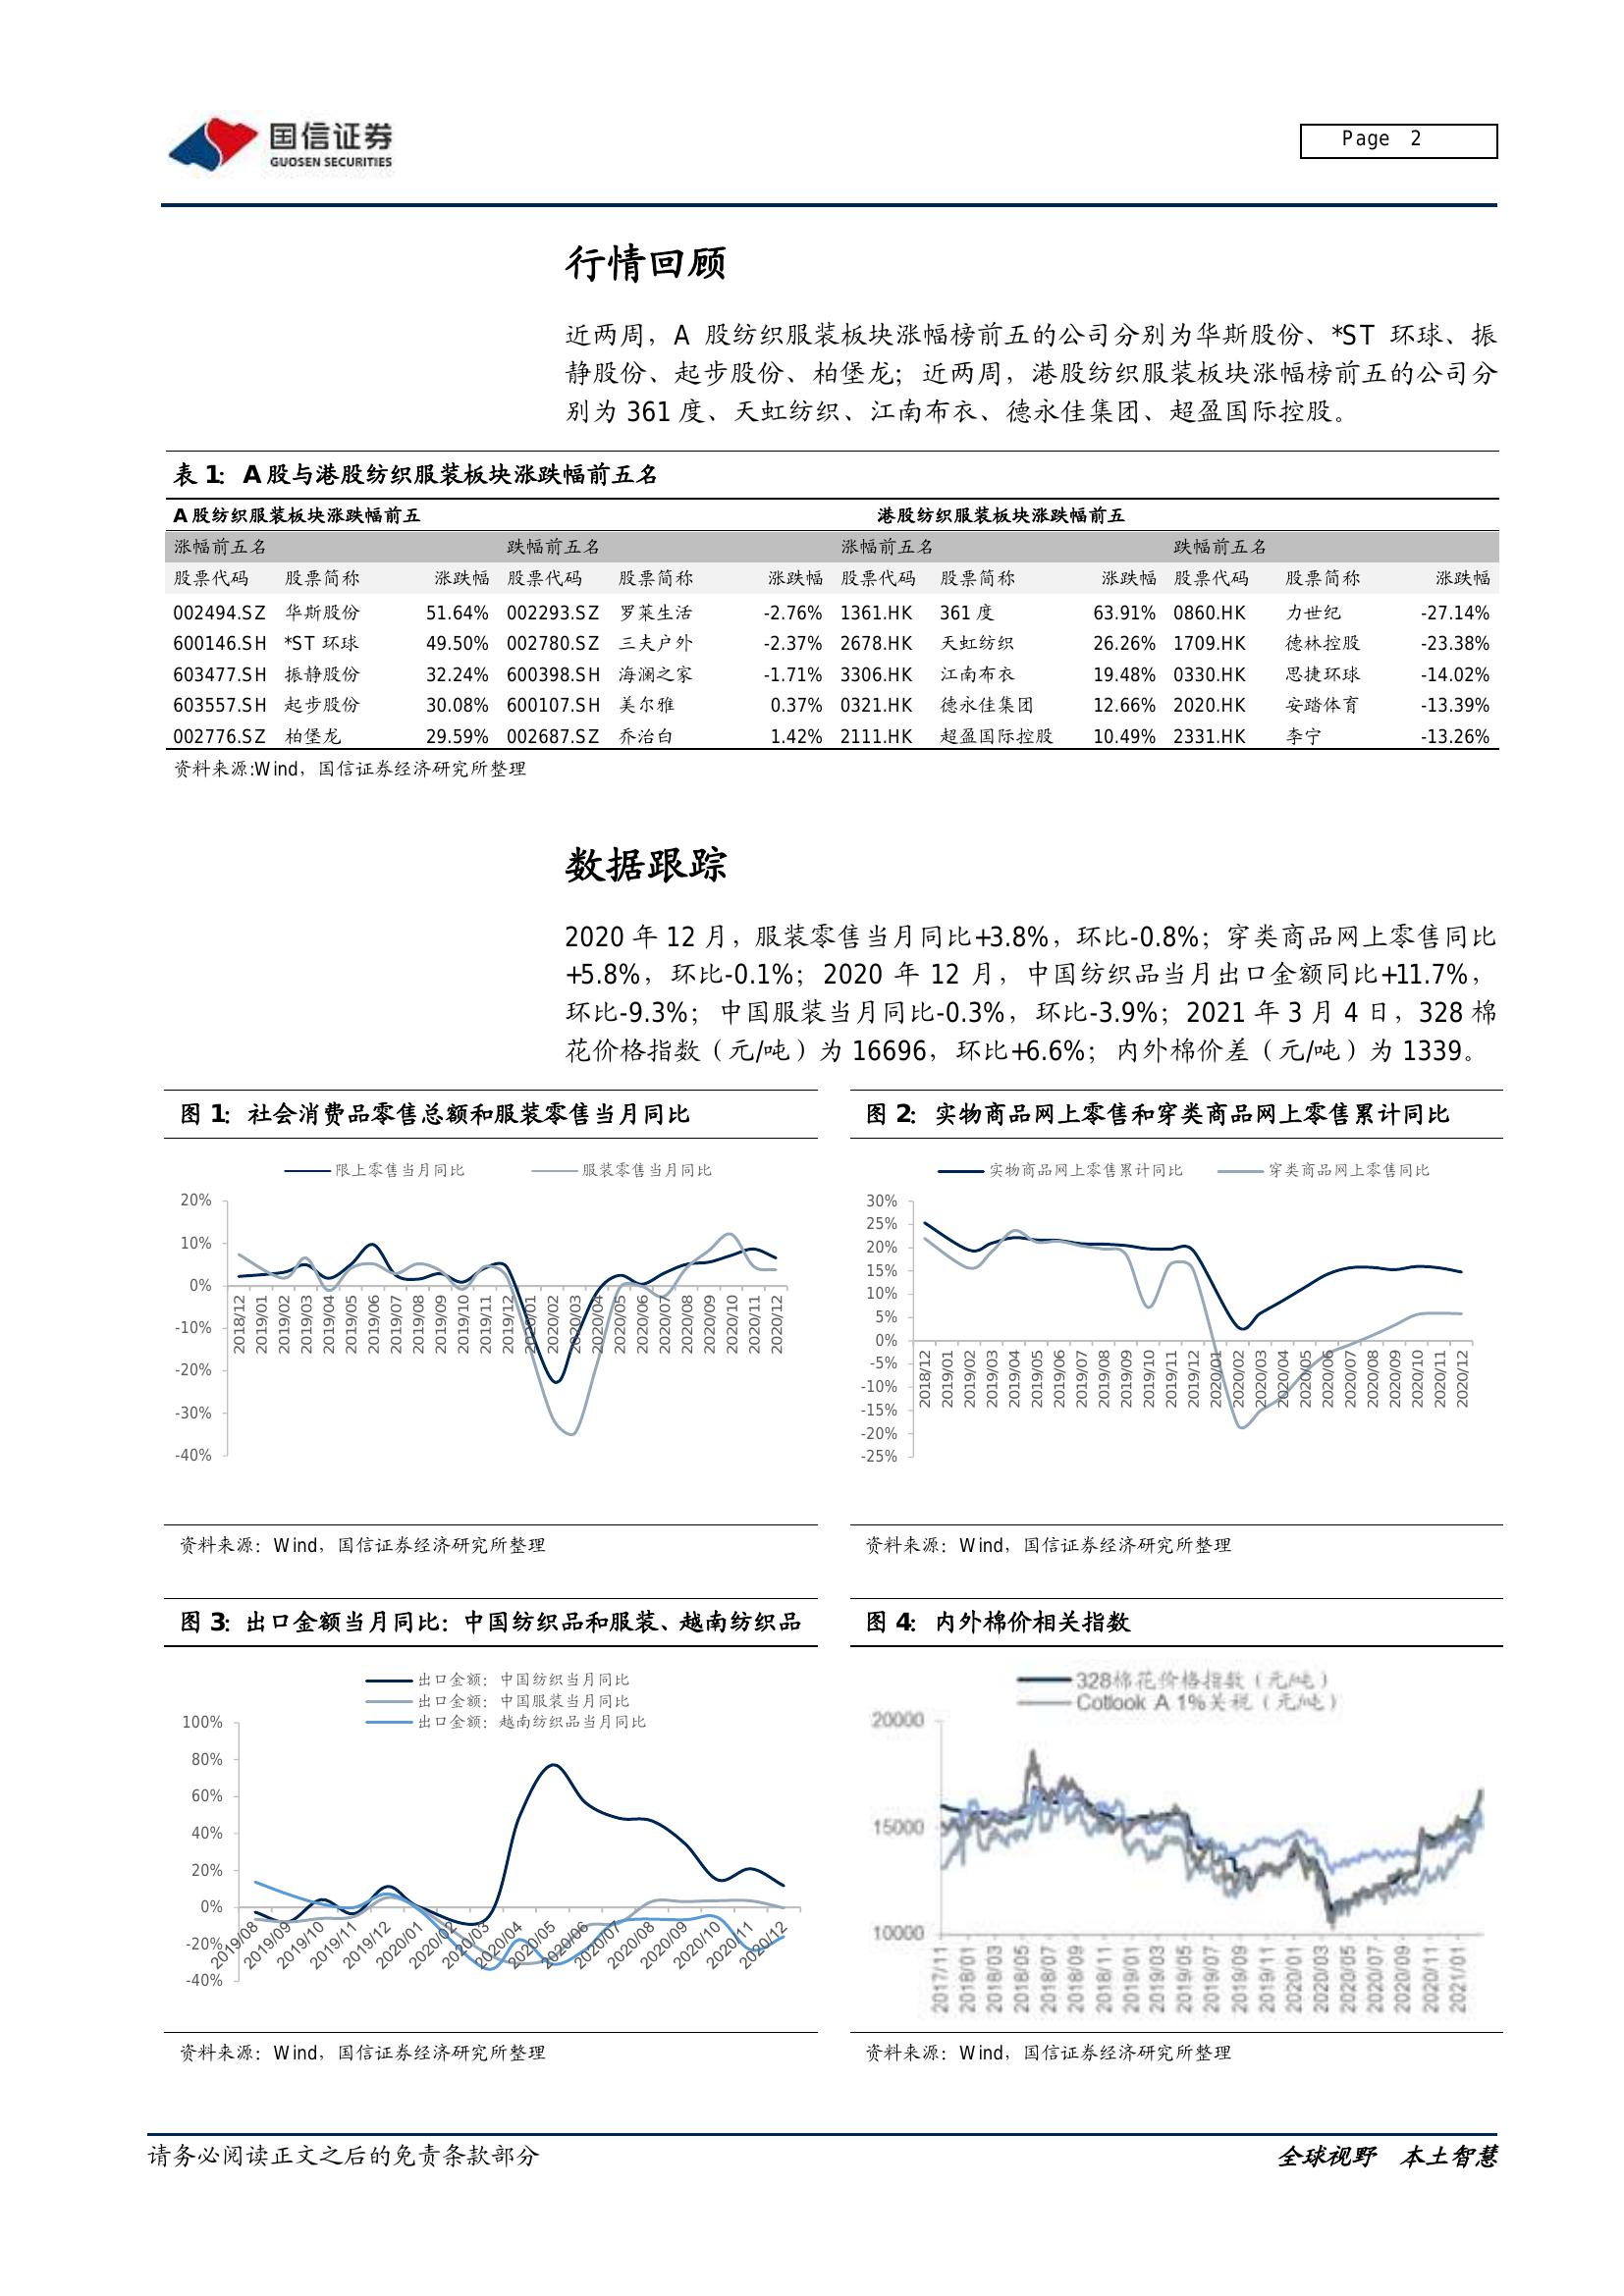 国信证券
GUOSEN SECURITIES
Page 2
行情回顾
近两周，A 股纺织服装板块涨幅榜前五的公司分别为华斯股份、*ST 环球、振
静股份、起步股份、柏堡龙；近两周，港股纺织服装板块涨幅榜前五的公司分
别为 361 度、天虹纺织、江南布衣、德永佳集团、超盈国际控股。
表 1：A 股与港股纺织服装板块涨跌幅前五名
A 股纺织服装板块涨跌幅前五 港股纺织服装板块涨跌幅前五
涨幅前五名 跌幅前五名 涨幅前五名 跌幅前五名
股票代码 股票简称 涨跌幅 股票代码 股票简称 涨跌幅 股票代码 股票简称 涨跌幅 股票代码 股票简称 涨跌幅
002494.SZ 华斯股份 51.64% 002293.SZ 罗莱生活 -2.76% 1361.HK 361 度 63.91% 0860.HK 力世纪 -27.14%
600146.SH *ST 环球 49.50% 002780.SZ 三夫户外 -2.37% 2678.HK 天虹纺织 26.26% 1709.HK 德林控股 -23.38%
603477.SH 振静股份 32.24% 600398.SH 海澜之家 -1.71% 3306.HK 江南布衣 19.48% 0330.HK 思捷环球 -14.02%
603557.SH 起步股份 30.08% 600107.SH 美尔雅 0.37% 0321.HK 德永佳集团 12.66% 2020.HK 安踏体育 -13.39%
002776.SZ 柏堡龙 29.59% 002687.SZ 乔治白 1.42% 2111.HK 超盈国际控股 10.49% 2331.HK 李宁 -13.26%
资料来源:Wind，国信证券经济研究所整理
数据跟踪
2020 年 12 月，服装零售当月同比+3.8%，环比-0.8%；穿类商品网上零售同比
+5.8%，环比-0.1%；2020 年 12 月，中国纺织品当月出口金额同比+11.7%，
环比-9.3%；中国服装当月同比-0.3%，环比-3.9%；2021 年 3 月 4 日，328 棉
花价格指数（元/吨）为 16696，环比+6.6%；内外棉价差（元/吨）为 1339。
图 1：社会消费品零售总额和服装零售当月同比
限上零售当月同比 服装零售当月同比
20%
10%
0%
-10%
-20%
-30%
-40%
2018/12 2019/01 2019/02 2019/03 2019/04 2019/05 2019/06 2019/07 2019/08 2019/09 2019/10 2019/11 2019/12 2020/01 2020/02 2020/03 2020/04 2020/05 2020/06 2020/07 2020/08 2020/09 2020/10 2020/11 2020/12
资料来源：Wind，国信证券经济研究所整理
图 2：实物商品网上零售和穿类商品网上零售累计同比
实物商品网上零售累计同比 穿类商品网上零售同比
30%
25%
20%
15%
10%
5%
0%
-5%
-10%
-15%
-20%
-25%
2018/12 2019/01 2019/02 2019/03 2019/04 2019/05 2019/06 2019/07 2019/08 2019/09 2019/10 2019/11 2019/12 2020/01 2020/02 2020/03 2020/04 2020/05 2020/06 2020/07 2020/08 2020/09 2020/10 2020/11 2020/12
资料来源：Wind，国信证券经济研究所整理
图 3：出口金额当月同比：中国纺织品和服装、越南纺织品
出口金额：中国纺织当月同比
出口金额：中国服装当月同比
出口金额：越南纺织品当月同比
100%
80%
60%
40%
20%
0%
-20%
-40%
2019/08 2019/09 2019/10 2019/11 2019/12 2020/01 2020/02 2020/03 2020/04 2020/05 2020/06 2020/07 2020/08 2020/09 2020/10 2020/11 2020/12
资料来源：Wind，国信证券经济研究所整理
图 4：内外棉价相关指数
328棉花价格指数（元/吨）
Cotlook A 1%关税（元/吨）
20000
15000
10000
2017/11 2018/01 2018/03 2018/05 2018/07 2018/09 2018/11 2019/01 2019/03 2019/05 2019/07 2019/09 2019/11 2020/01 2020/03 2020/05 2020/07 2020/09 2020/11 2021/01
资料来源：Wind，国信证券经济研究所整理
请务必阅读正文之后的免责条款部分
全球视野 本土智慧